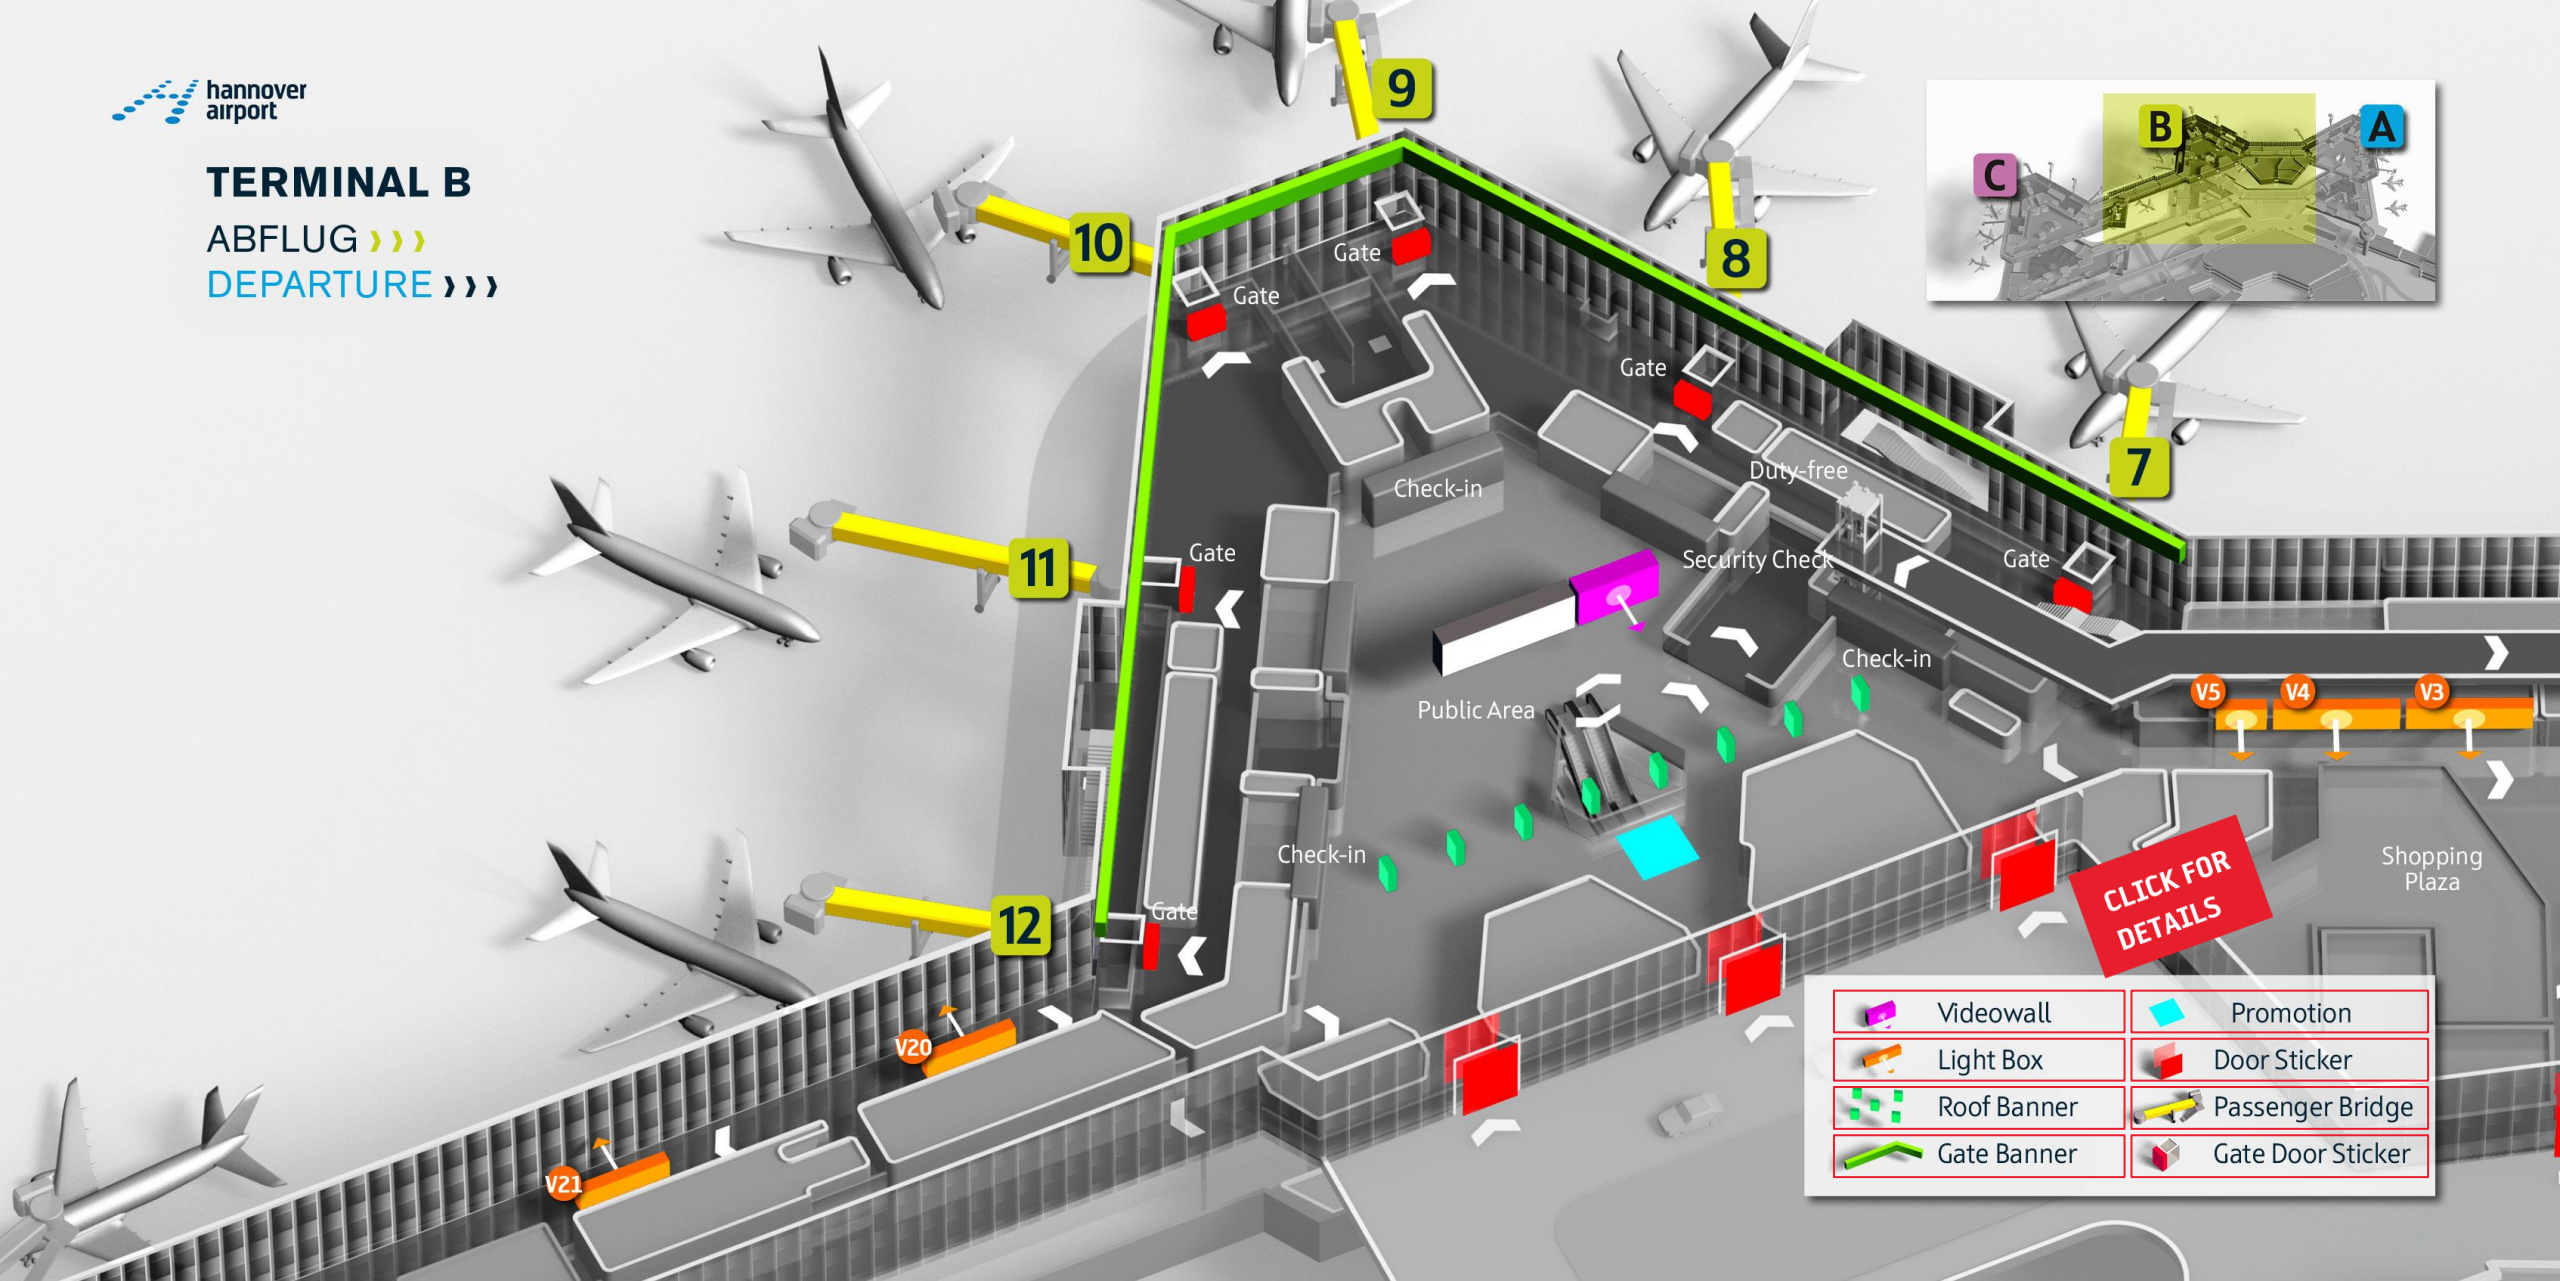 hannover
airport
TERMINAL B
ABFLUG
DEPARTURE
9
10
8
7
11
12
B
A
C
Gate
Gate
Gate
Duty-free
Check-in
Gate
Security Check
Gate
Check-in
Public Area
V5
V4
V3
Check-in
Gate
Shopping
Plaza
CLICK FOR
DETAILS
V20
V21
Videowall
Promotion
Light Box
Door Sticker
Roof Banner
Passenger Bridge
Gate Banner
Gate Door Sticker